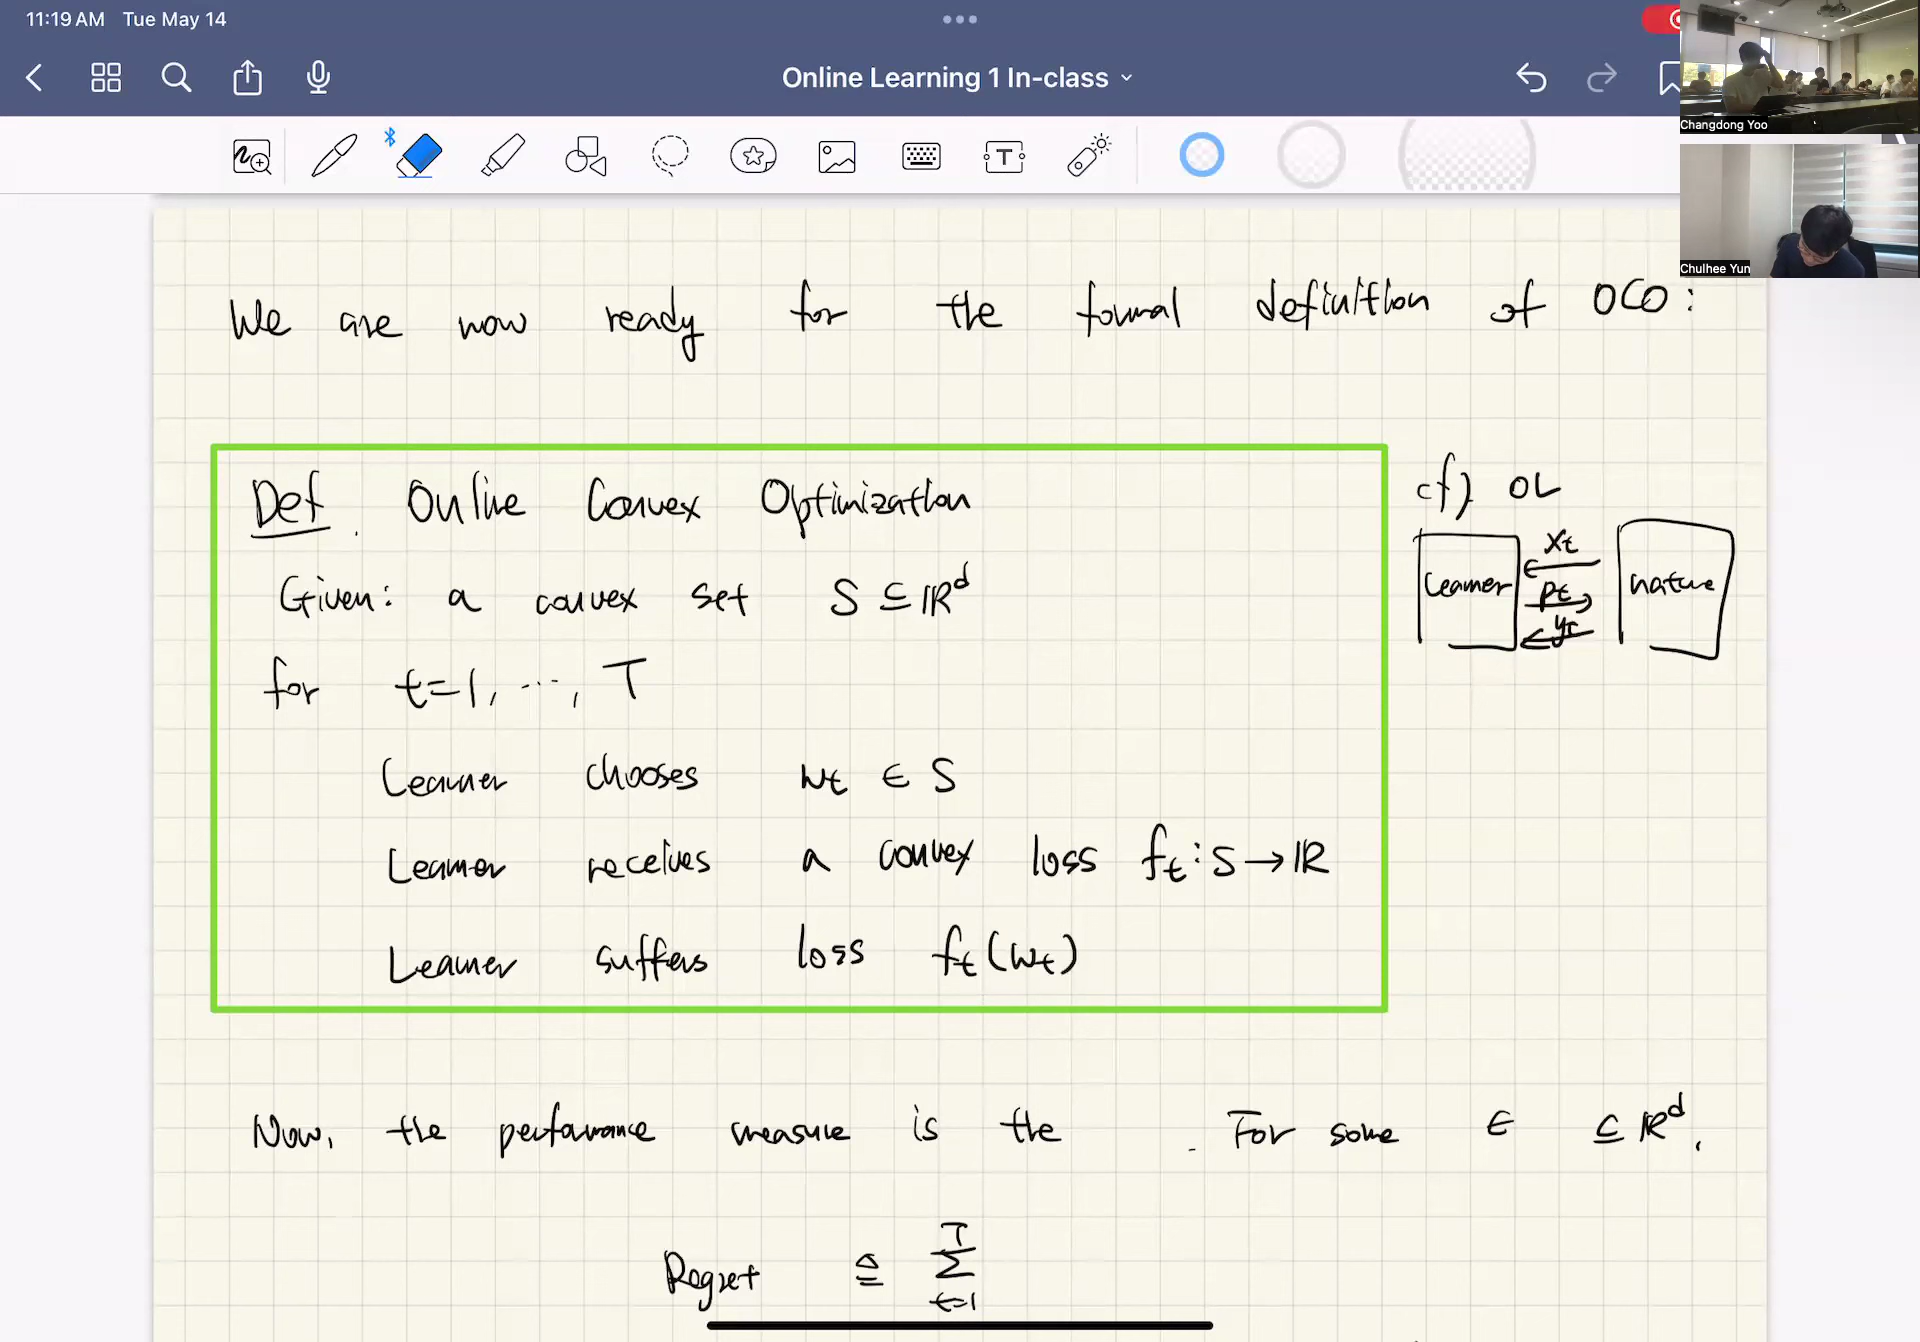 11:19 AM Tue May 14
Online Learning 1 In-class
Changdong Yoo
Chulhee Yun
We are now ready for the formal definition of OCO:
Def. Online Convex Optimization
Given: a convex set S ⊆ ℝ^d
for t=1, ..., T
Learner chooses w_t ∈ S
Learner receives a convex loss f_t: S → ℝ
Learner suffers loss f_t(w_t)
cf) OL
Learner
x_t
p_t
y_t
nature
Now, the performance measure is the . For some ∈ ⊆ ℝ^d,
Regret ≜ Σ_{t=1}^{T}